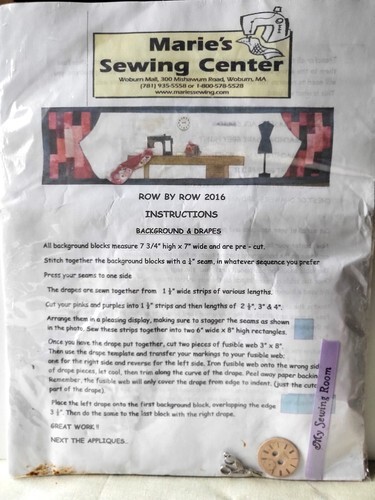 Marie's
Sewing Center
Woburn Mall, 300 Mishawum Road, Woburn, MA
(781) 935-5558 or 1-800-578-5528
www.mariessewing.com
ROW BY ROW 2016
INSTRUCTIONS
BACKGROUND & DRAPES
All background blocks measure 7 3/4" high x 7" wide and are pre - cut.
Stitch together the background blocks with a ¼" seam, in whatever sequence you prefer
Press your seams to one side
The drapes are sewn together from 1 ½" wide strips of various lengths.
Cut your pinks and purples into 1 ½" strips and then lengths of 2 ½", 3" & 4".
Arrange them in a pleasing display, making sure to stagger the seams as shown
in the photo. Sew these strips together into two 6" wide x 8" high rectangles.
Once you have the drape put together, cut two pieces of fusible web 3" x 8".
Then use the drape template and transfer your markings to your fusible web:
one for the right side and reverse for the left side. Iron fusible web onto the wrong sid
of drape pieces, let cool, then trim along the curve of the drape. Peel away paper backin
Remember, the fusible web will only cover the drape from edge to indent. (just the
part of the drape).
Place the left drape onto the first background block, overlapping the edge
3 ½". Then do the same to the last block with the right drape.
GREAT WORK!!
NEXT THE APPLIQUES.
My Sewing Room